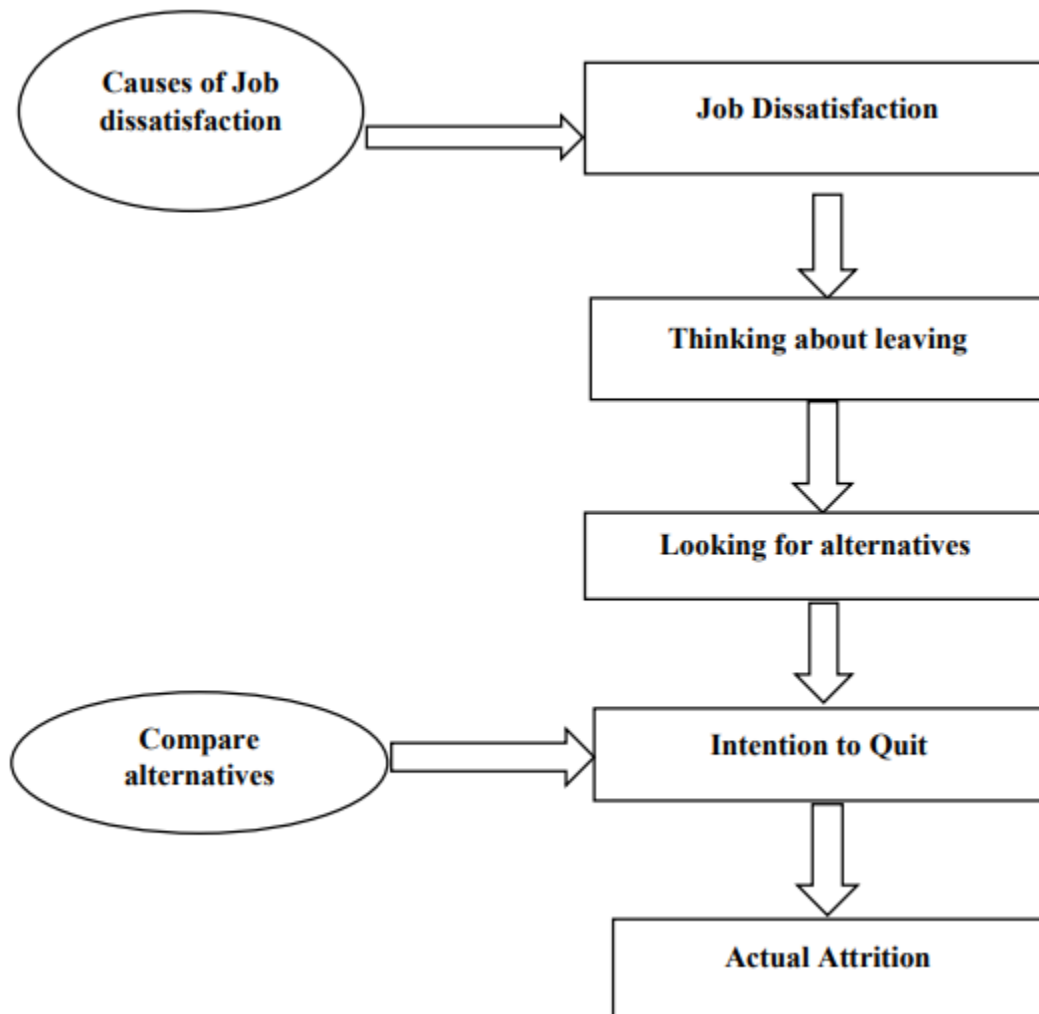 Causes of Job
dissatisfaction
Job Dissatisfaction
Thinking about leaving
Looking for alternatives
Compare
alternatives
Intention to Quit
Actual Attrition